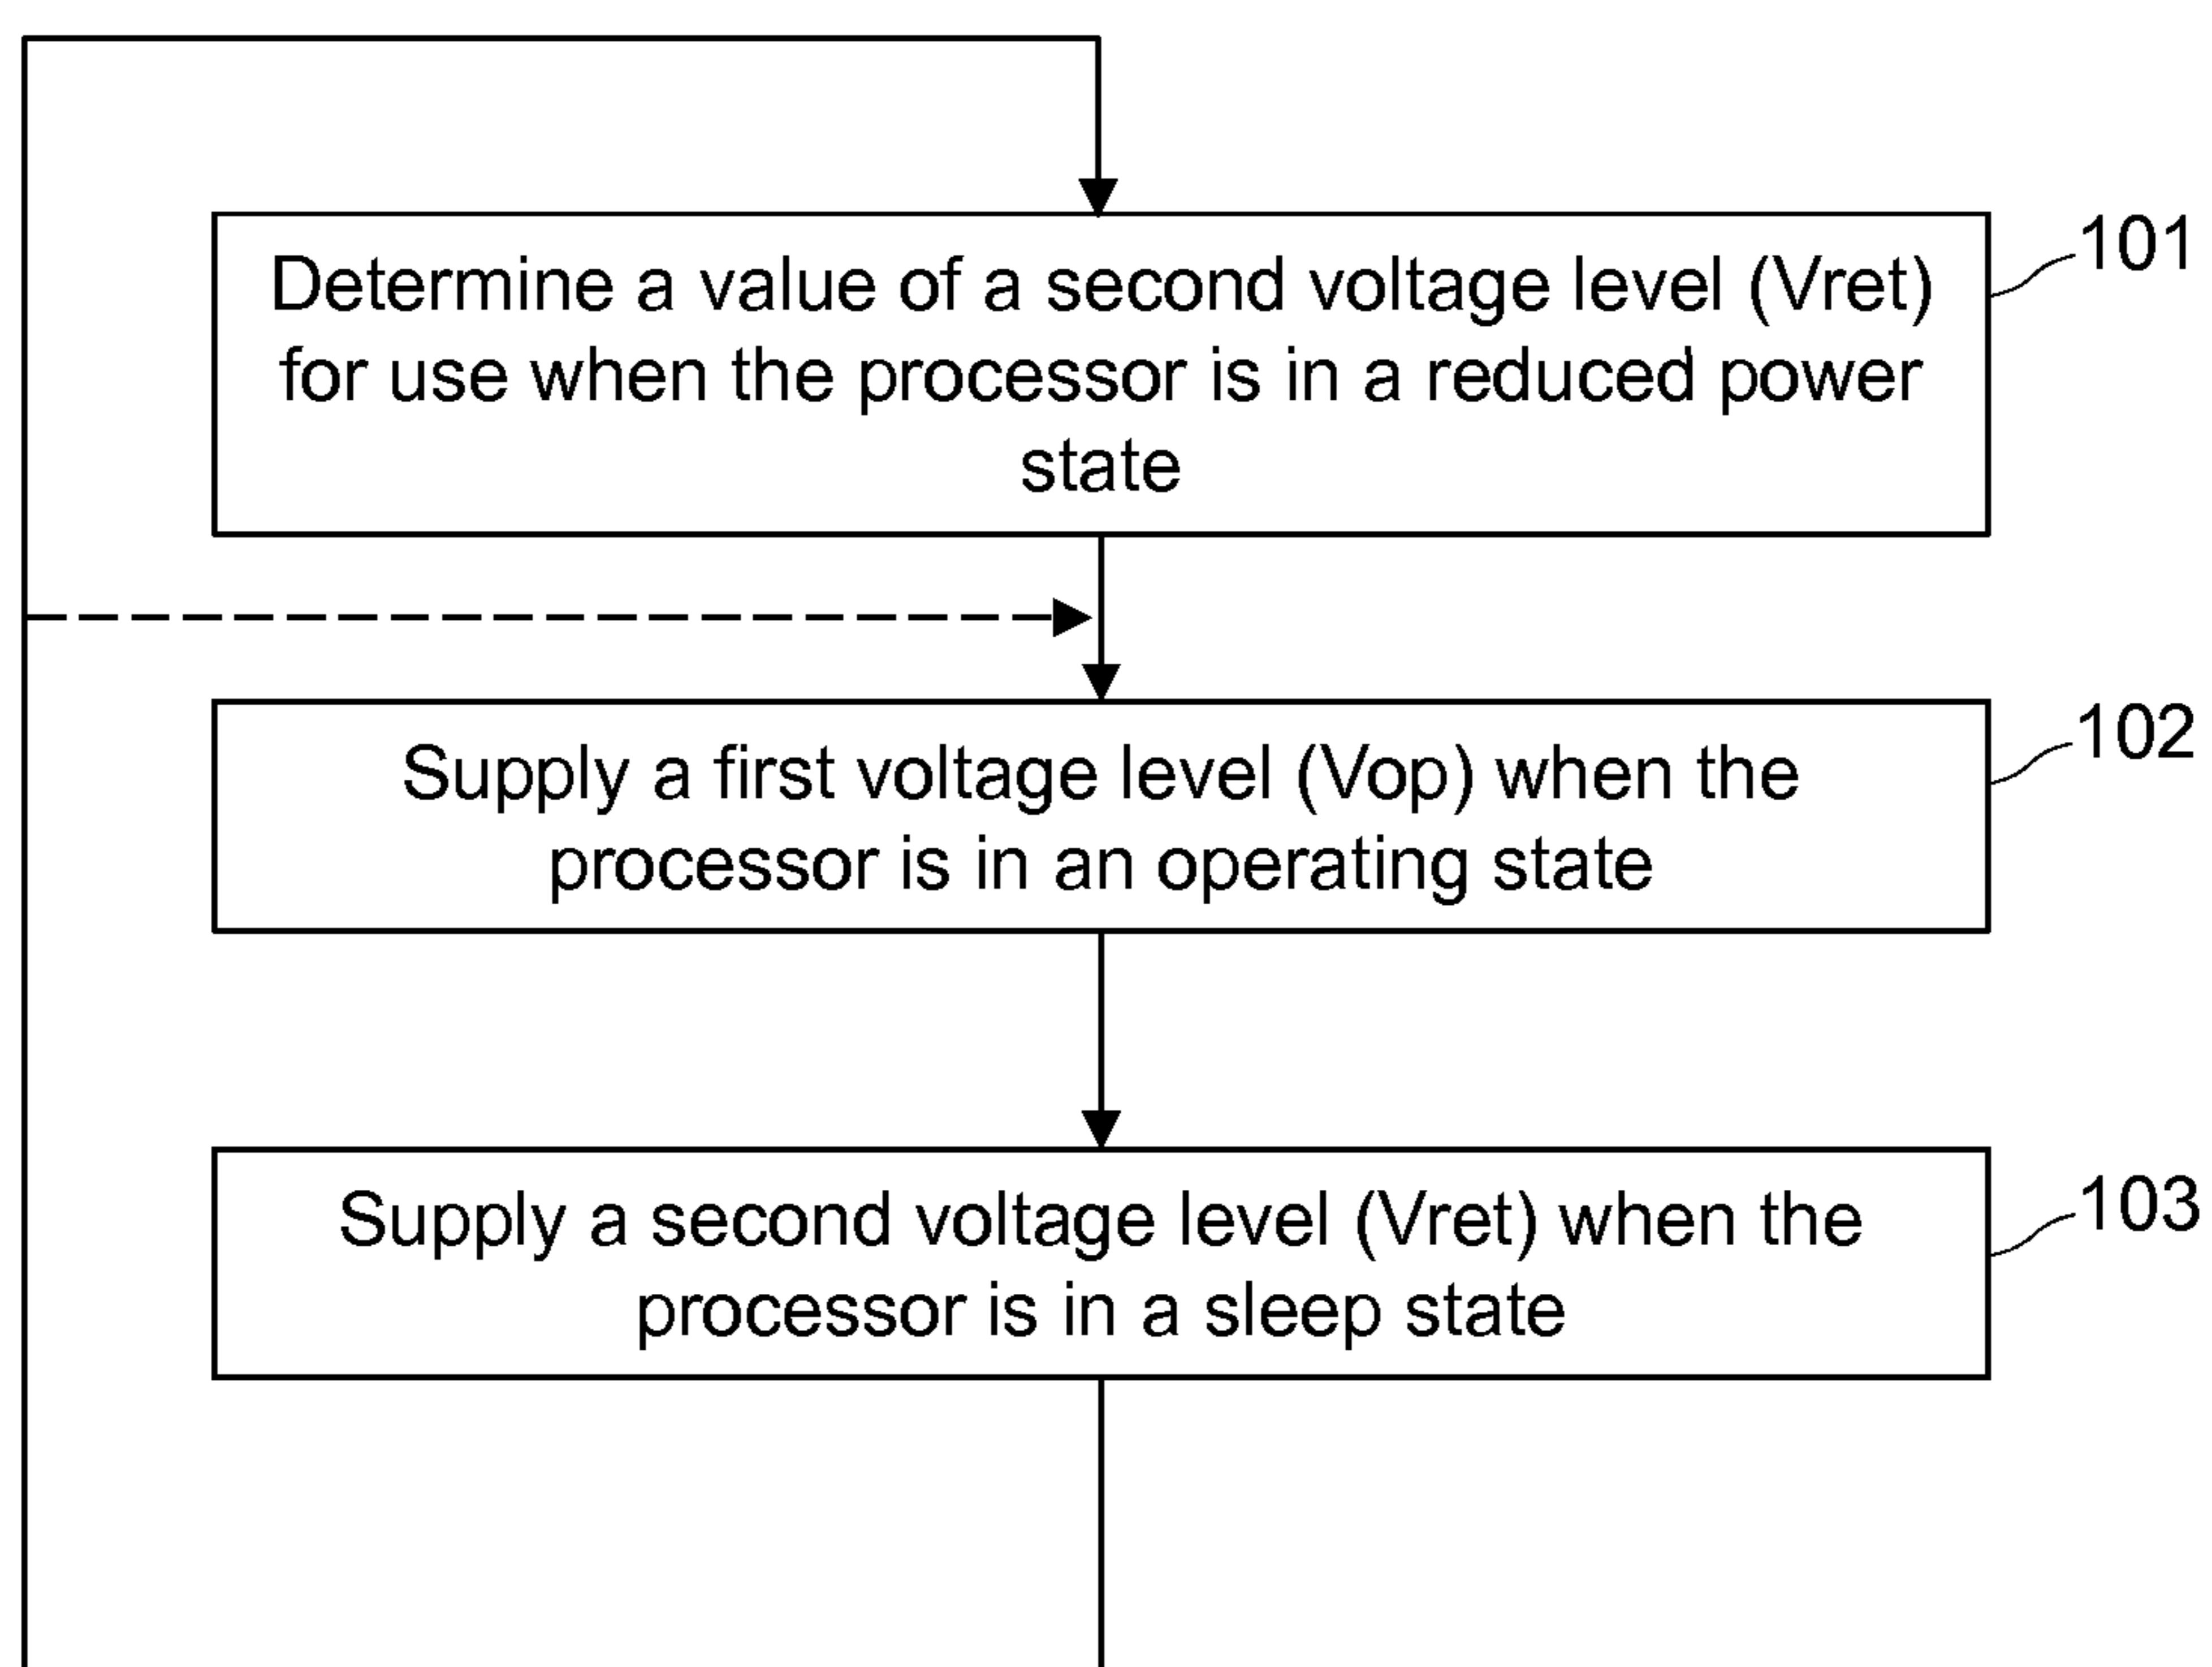 Determine a value of a second voltage level (Vret)
for use when the processor is in a reduced power
state
101
Supply a first voltage level (Vop) when the
processor is in an operating state
102
Supply a second voltage level (Vret) when the
processor is in a sleep state
103